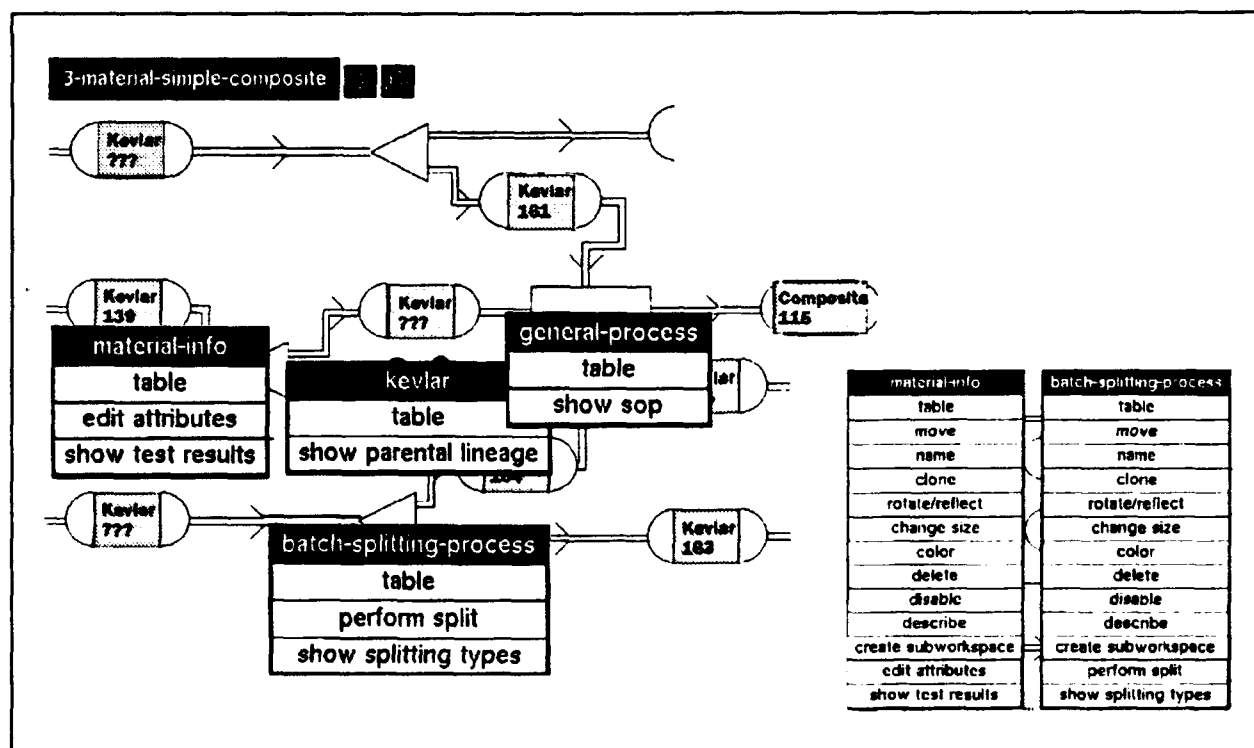 3-material-simple-composite
Kevlar
???
Kevlar
161
Kevlar
139
Kevlar
???
Composite
115
material-info
table
edit attributes
show test results
kevlar
table
show parental lineage
general-process
table
show sop
Kevlar
???
Kevlar
163
batch-splitting-process
table
perform split
show splitting types
material-info
table
move
name
clone
rotate/reflect
change size
color
delete
disable
describe
create subworkspace
edit attributes
show test results
batch-splitting-process
table
move
name
clone
rotate/reflect
change size
color
delete
disable
describe
create subworkspace
perform split
show splitting types